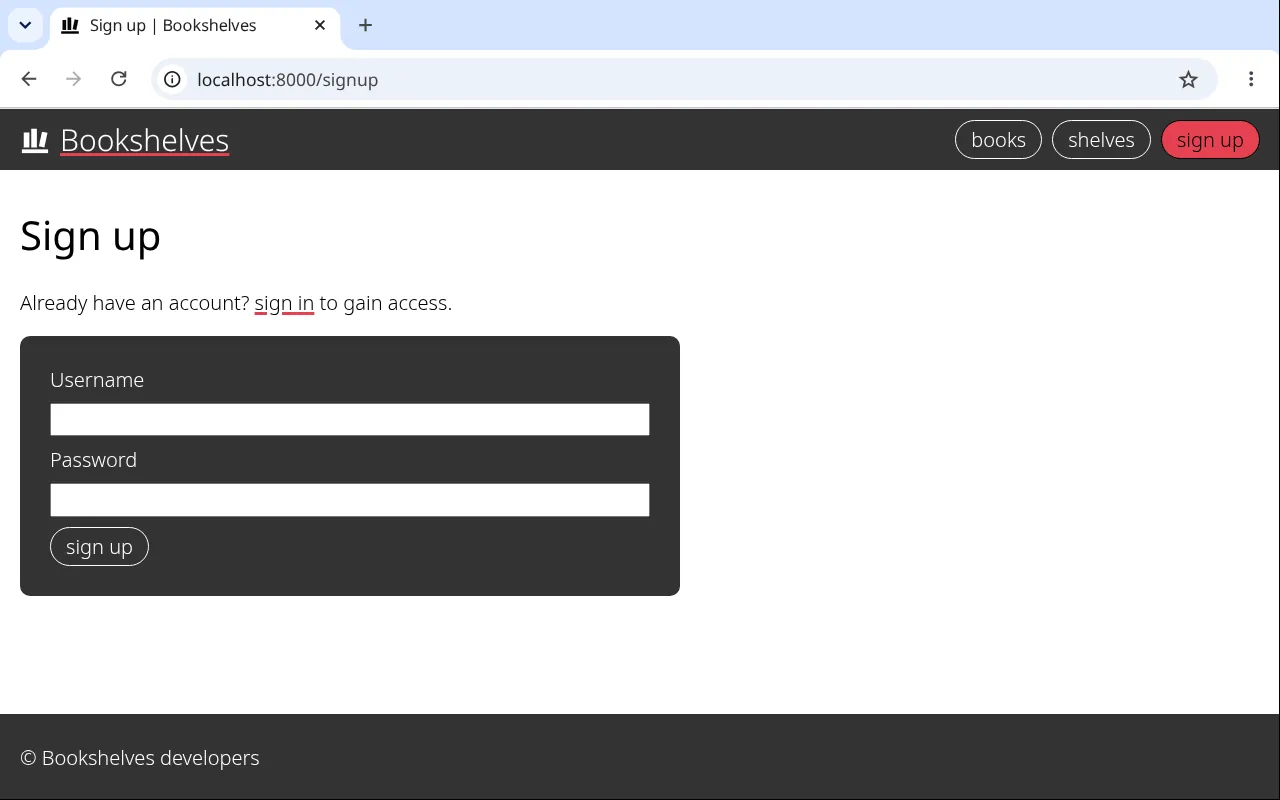 Sign up | Bookshelves
localhost:8000/signup
Bookshelves
books
shelves
sign up
Sign up
Already have an account? sign in to gain access.
Username
Password
sign up
© Bookshelves developers